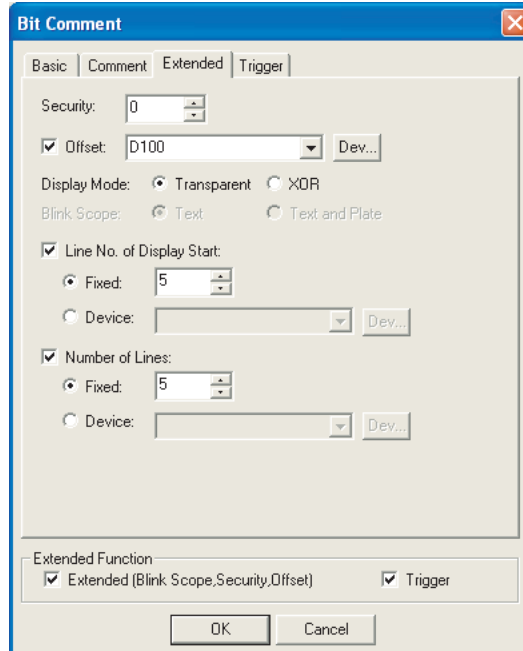 Bit Comment
Basic Comment Extended Trigger
Security: 0
Offset: D100 Dev...
Display Mode: Transparent XOR
Blink Scope: Text Text and Plate
Line No. of Display Start:
Fixed: 5
Device: Dev...
Number of Lines:
Fixed: 5
Device: Dev...
Extended Function
Extended (Blink Scope,Security,Offset) Trigger
OK Cancel